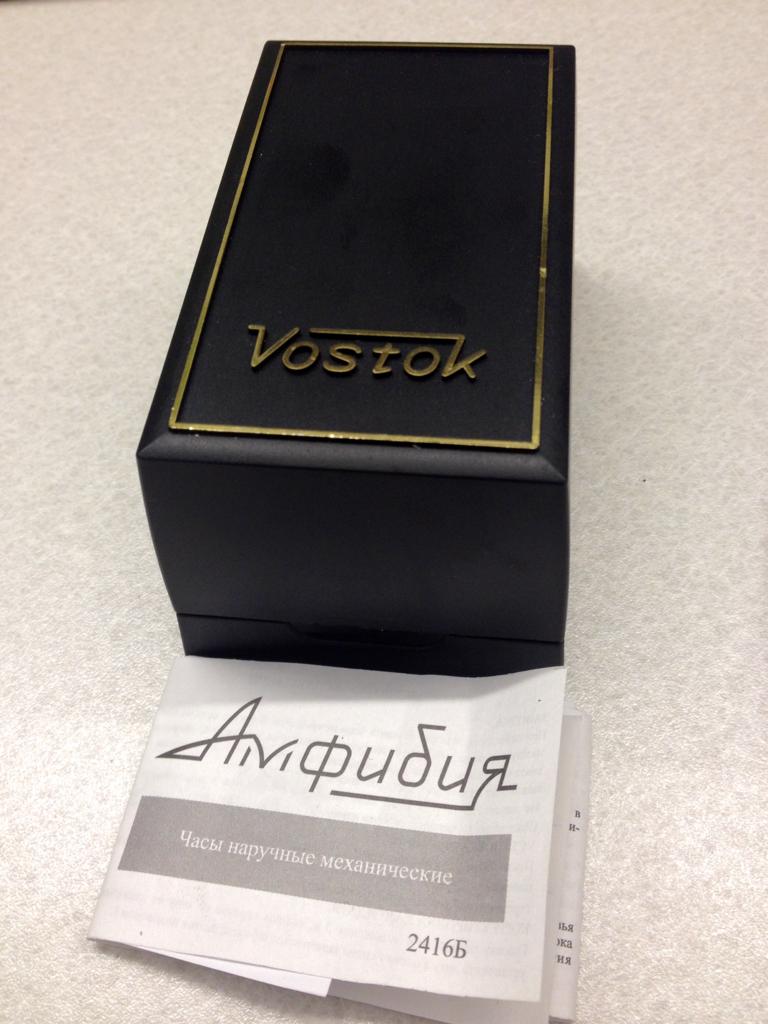 Vostok
Амфибия
Часы наручные механические
2416Б
в
и-